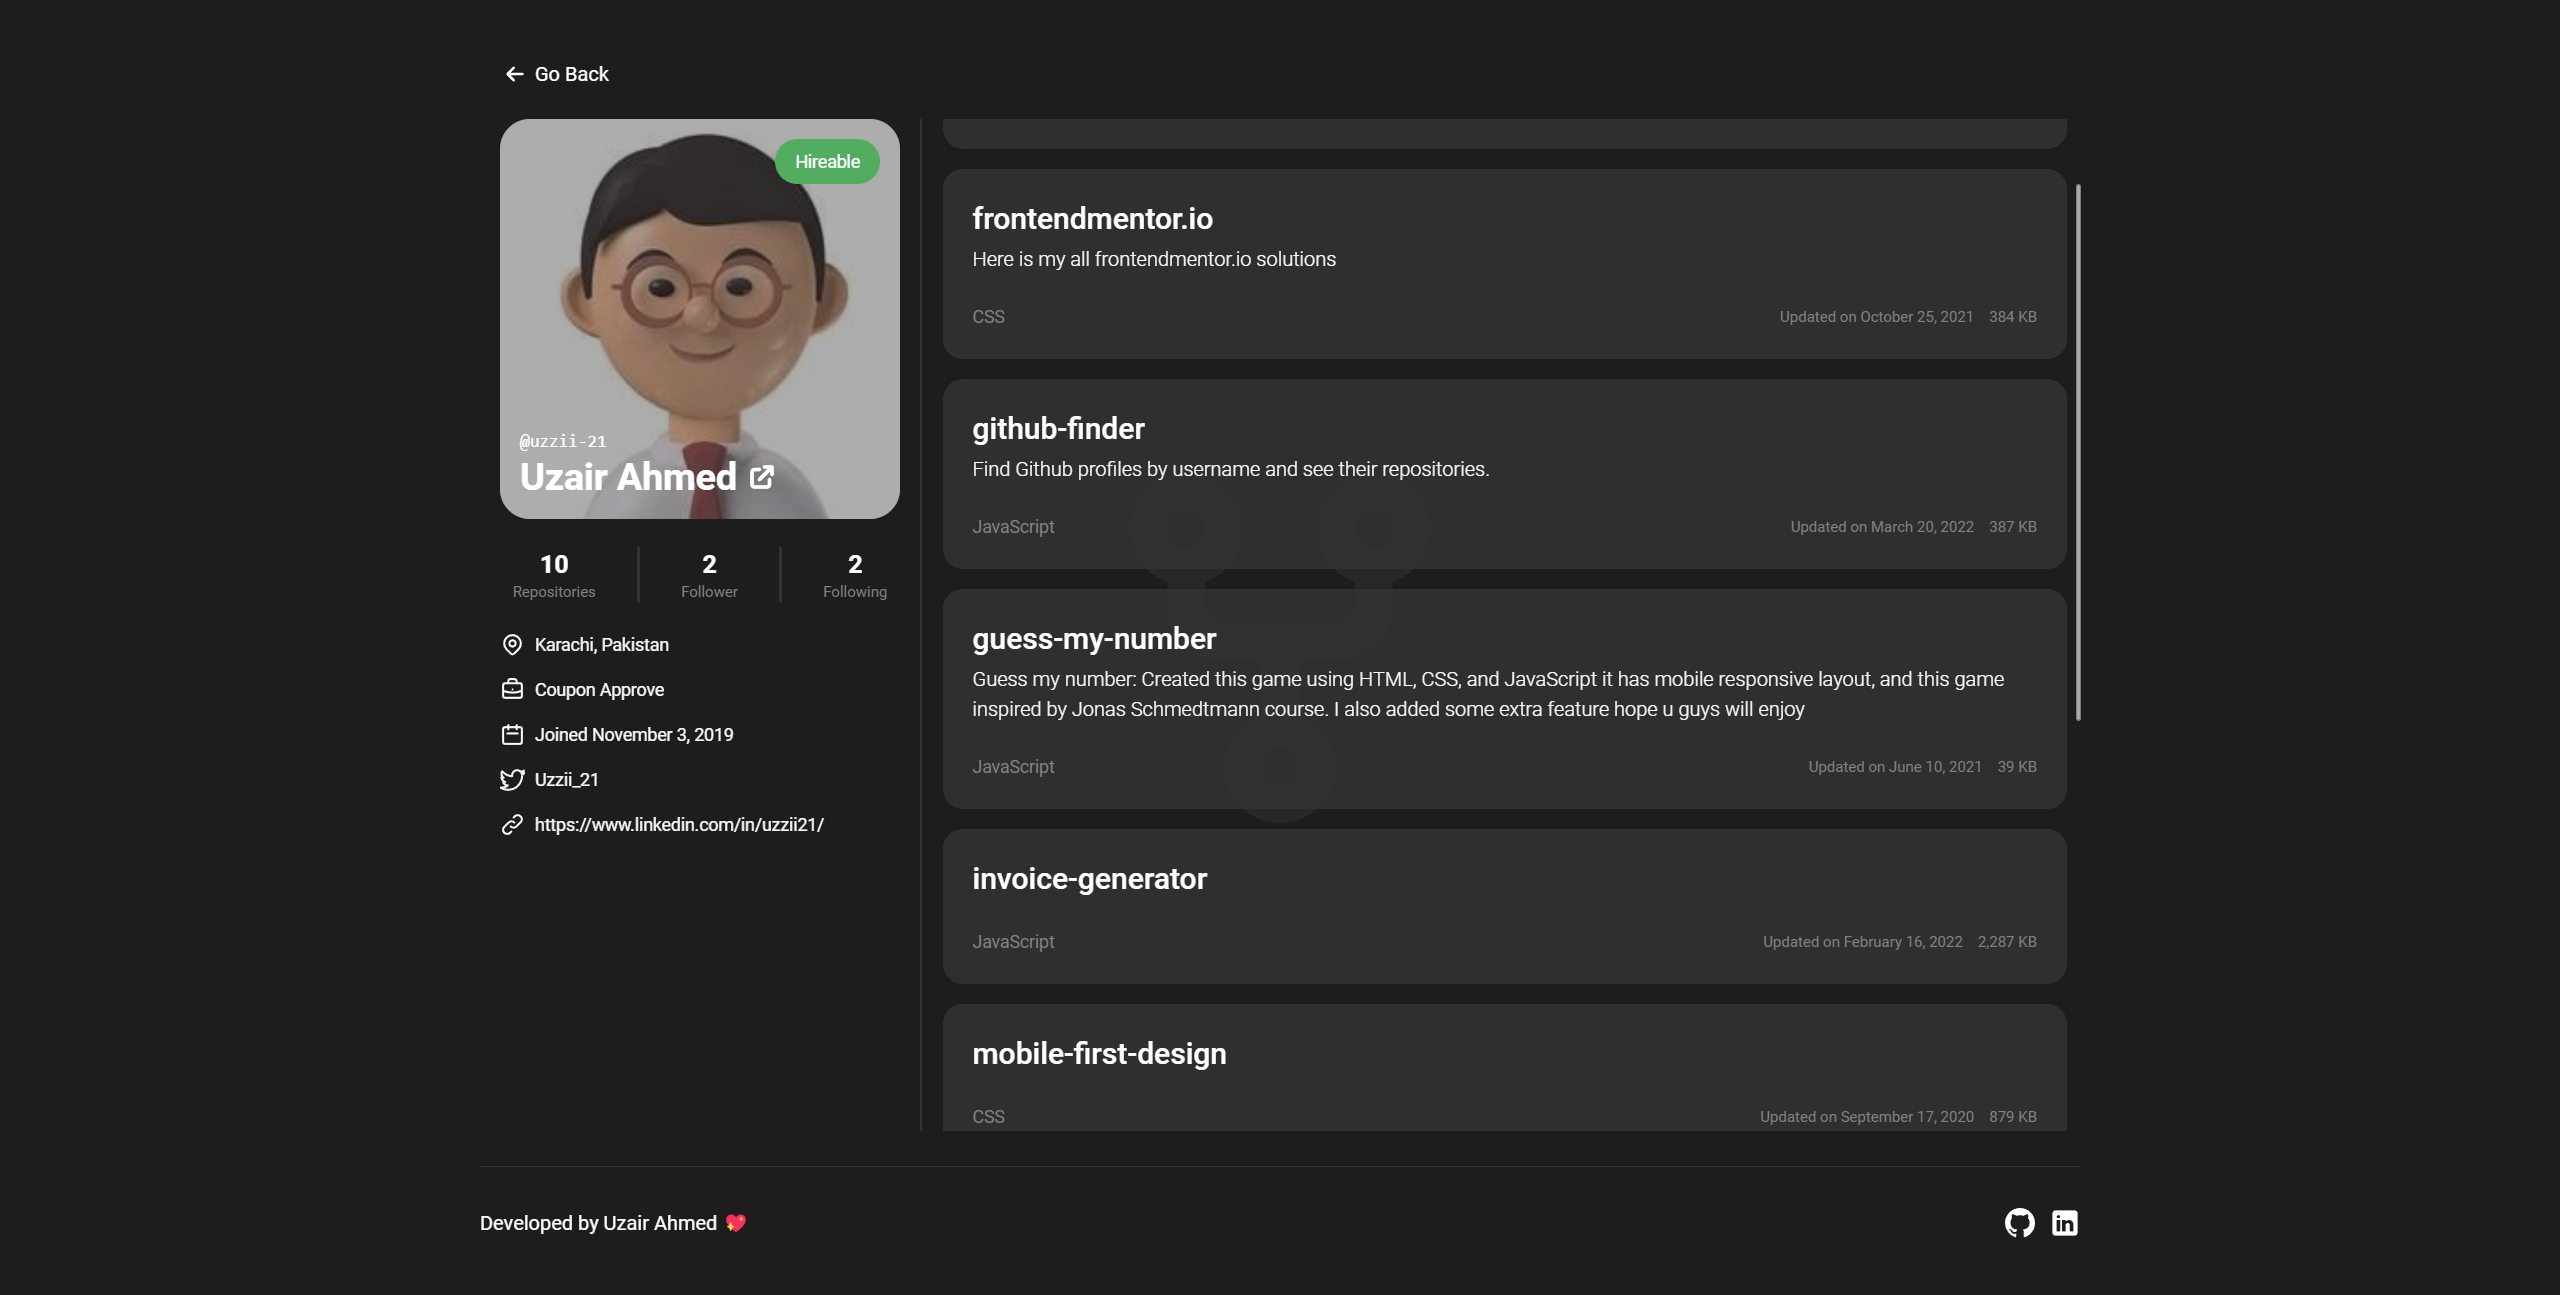 Go Back
Hireable
@uzzii-21
Uzair Ahmed
10
Repositories
2
Follower
2
Following
Karachi, Pakistan
Coupon Approve
Joined November 3, 2019
Uzzii_21
https://www.linkedin.com/in/uzzii21/
frontendmentor.io
Here is my all frontendmentor.io solutions
CSS
Updated on October 25, 2021 384 KB
github-finder
Find Github profiles by username and see their repositories.
JavaScript
Updated on March 20, 2022 387 KB
guess-my-number
Guess my number: Created this game using HTML, CSS, and JavaScript it has mobile responsive layout, and this game
inspired by Jonas Schmedtmann course. I also added some extra feature hope u guys will enjoy
JavaScript
Updated on June 10, 2021 39 KB
invoice-generator
JavaScript
Updated on February 16, 2022 2,287 KB
mobile-first-design
CSS
Updated on September 17, 2020 879 KB
Developed by Uzair Ahmed 💖
in